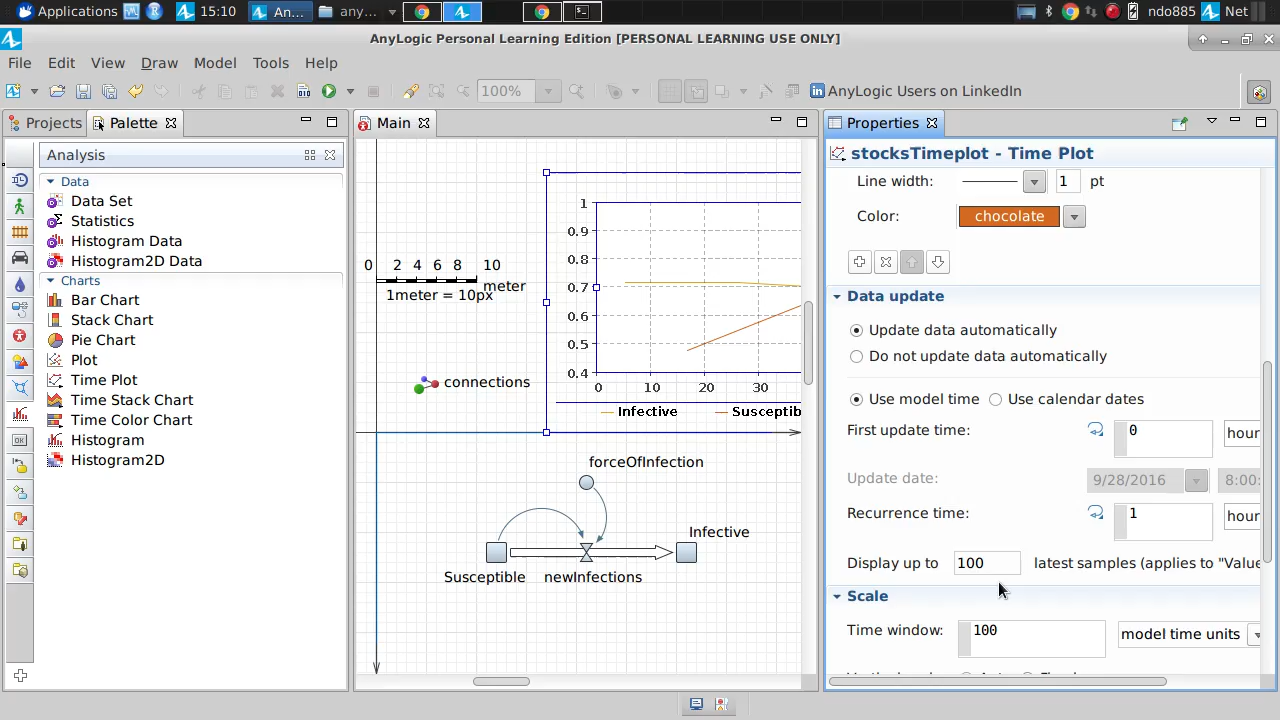 Applications 15:10 An... any... ndo885 Net
AnyLogic Personal Learning Edition [PERSONAL LEARNING USE ONLY]
File Edit View Draw Model Tools Help
100% AnyLogic Users on LinkedIn
Projects Palette Main Properties
Analysis
Data
Data Set
Statistics
Histogram Data
Histogram2D Data
Charts
Bar Chart
Stack Chart
Pie Chart
Plot
Time Plot
Time Stack Chart
Time Color Chart
Histogram
Histogram2D
0 2 4 6 8 10
meter
1meter = 10px
connections
1
0.9
0.8
0.7
0.6
0.5
0.4
0 10 20 30
Infective Susceptib
forceOfInfection
Infective
Susceptible newInfections
stocksTimeplot - Time Plot
Line width: 1 pt
Color: chocolate
Data update
Update data automatically
Do not update data automatically
Use model time Use calendar dates
First update time: 0 hour
Update date: 9/28/2016 8:00:
Recurrence time: 1 hour
Display up to 100 latest samples (applies to "Value
Scale
Time window: 100 model time units